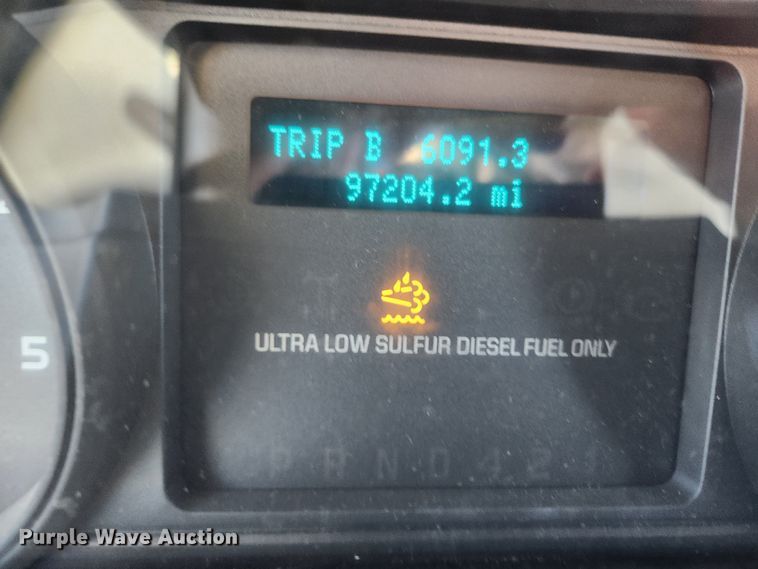 TRIP B 6091.3
97204.2 mi
5
ULTRA LOW SULFUR DIESEL FUEL ONLY
P R N D 4 2 1
Purple Wave Auction